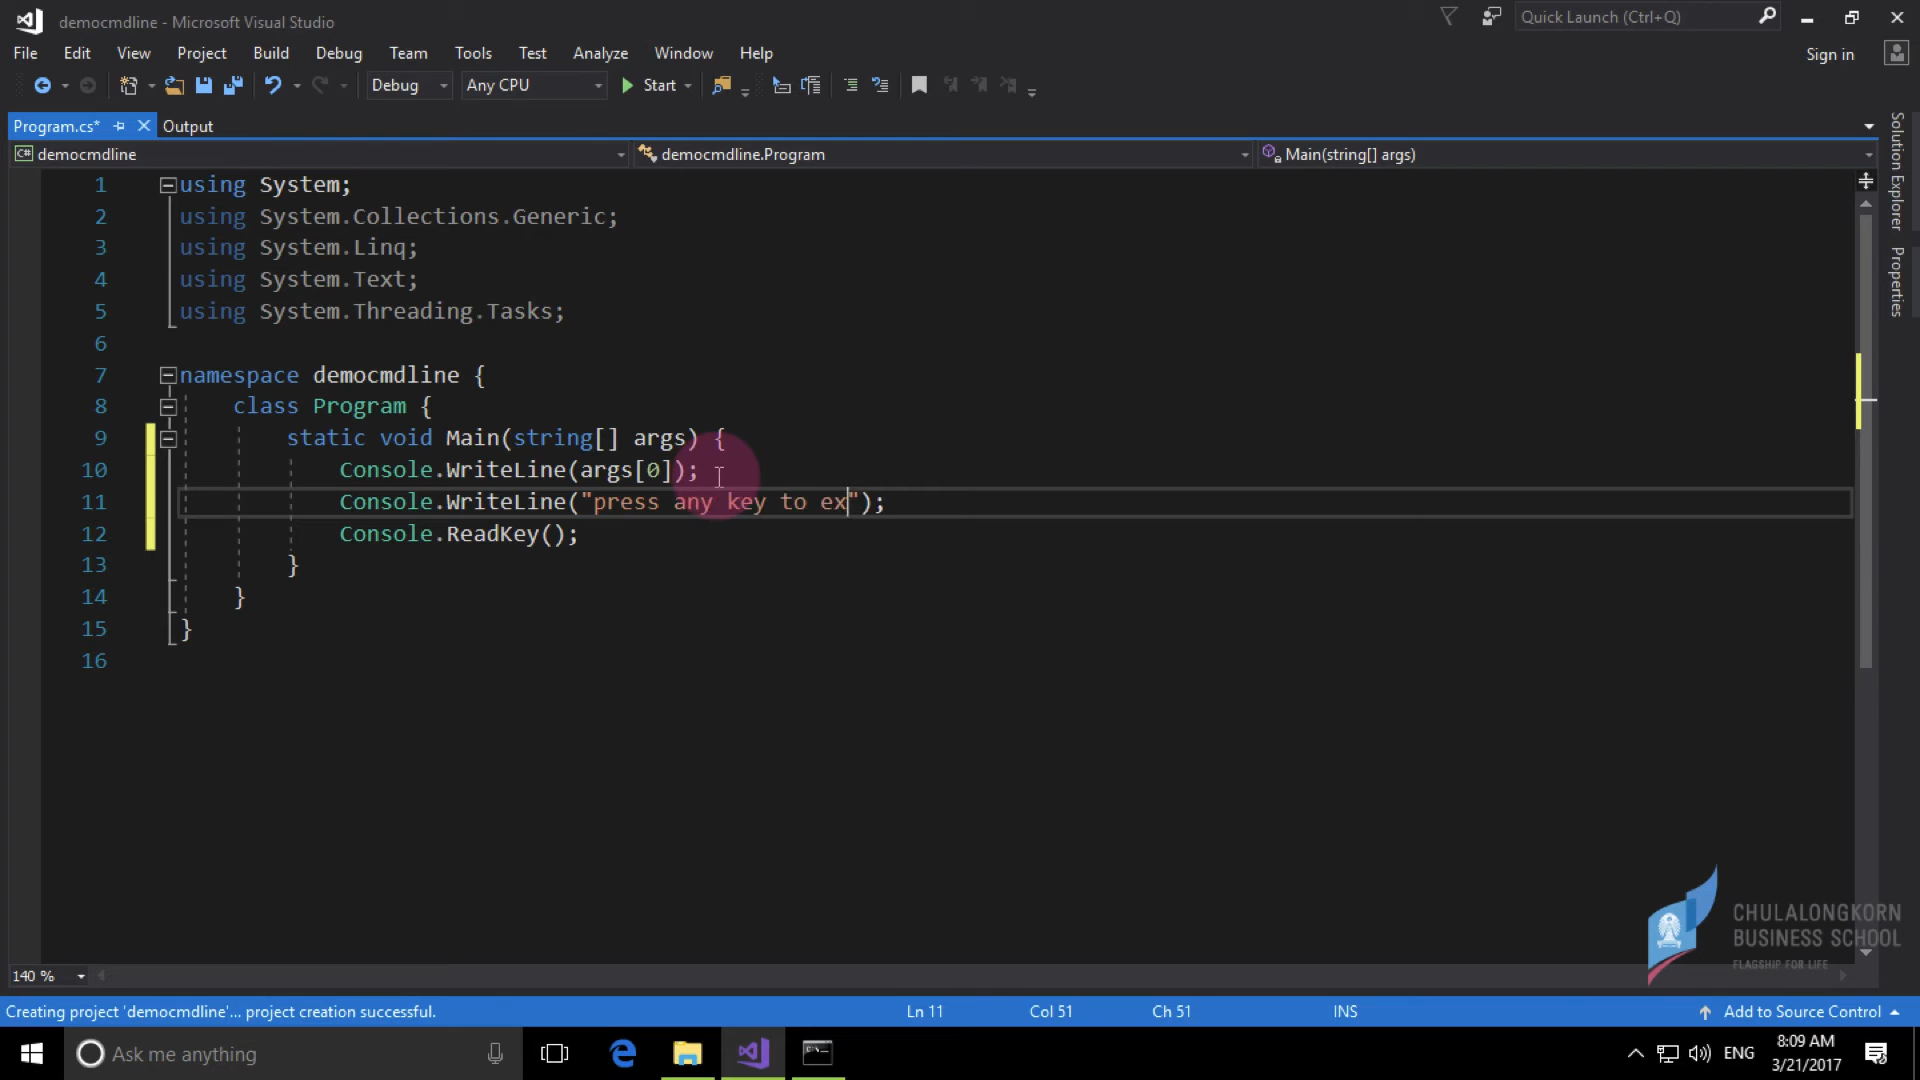 democmdline - Microsoft Visual Studio
Quick Launch (Ctrl+Q)
File Edit View Project Build Debug Team Tools Test Analyze Window Help
Sign in
Debug Any CPU Start
Program.cs* Output
C# democmdline democmdline.Program Main(string[] args)
1 using System;
2 using System.Collections.Generic;
3 using System.Linq;
4 using System.Text;
5 using System.Threading.Tasks;
6
7 namespace democmdline {
8 class Program {
9 static void Main(string[] args) {
10 Console.WriteLine(args[0]);
11 Console.WriteLine("press any key to ex");
12 Console.ReadKey();
13 }
14 }
15 }
16
Solution Explorer
Properties
CHULALONGKORN
BUSINESS SCHOOL
FLAGSHIP FOR LIFE
140 %
Creating project 'democmdline'... project creation successful. Ln 11 Col 51 Ch 51 INS Add to Source Control
Ask me anything
ENG
8:09 AM
3/21/2017